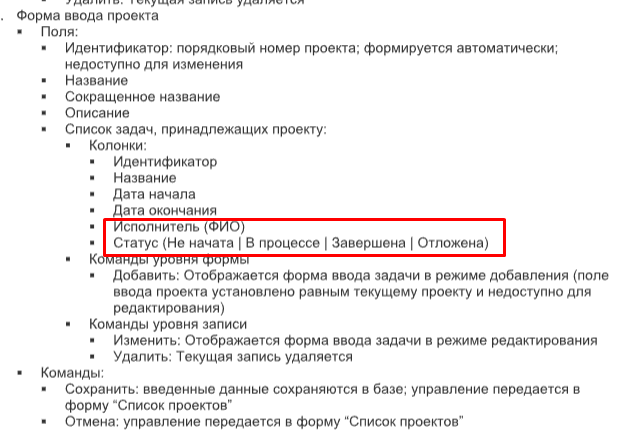 Удалить: Текущая запись удаляется
. Форма ввода проекта
▪ Поля:
▪ Идентификатор: порядковый номер проекта; формируется автоматически;
недоступно для изменения
▪ Название
▪ Сокращенное название
▪ Описание
▪ Список задач, принадлежащих проекту:
▪ Колонки:
▪ Идентификатор
▪ Название
▪ Дата начала
▪ Дата окончания
▪ Исполнитель (ФИО)
▪ Статус (Не начата | В процессе | Завершена | Отложена)
▪ Команды уровня формы
▪ Добавить: Отображается форма ввода задачи в режиме добавления (поле
ввода проекта установлено равным текущему проекту и недоступно для
редактирования)
▪ Команды уровня записи
▪ Изменить: Отображается форма ввода задачи в режиме редактирования
▪ Удалить: Текущая запись удаляется
▪ Команды:
▪ Сохранить: введенные данные сохраняются в базе; управление передается в
форму “Список проектов”
▪ Отмена: управление передается в форму “Список проектов”